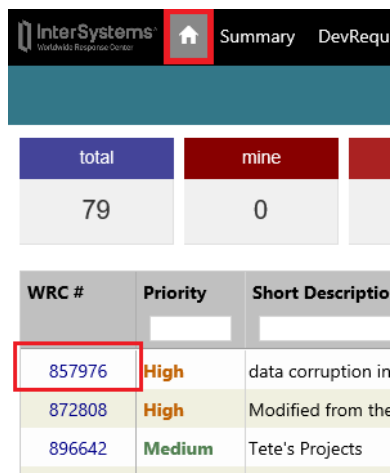 InterSystems
Worldwide Response Center
Summary DevRequ
total mine
79 0
WRC # Priority Short Descriptio
857976 High data corruption in
872808 High Modified from the
896642 Medium Tete's Projects